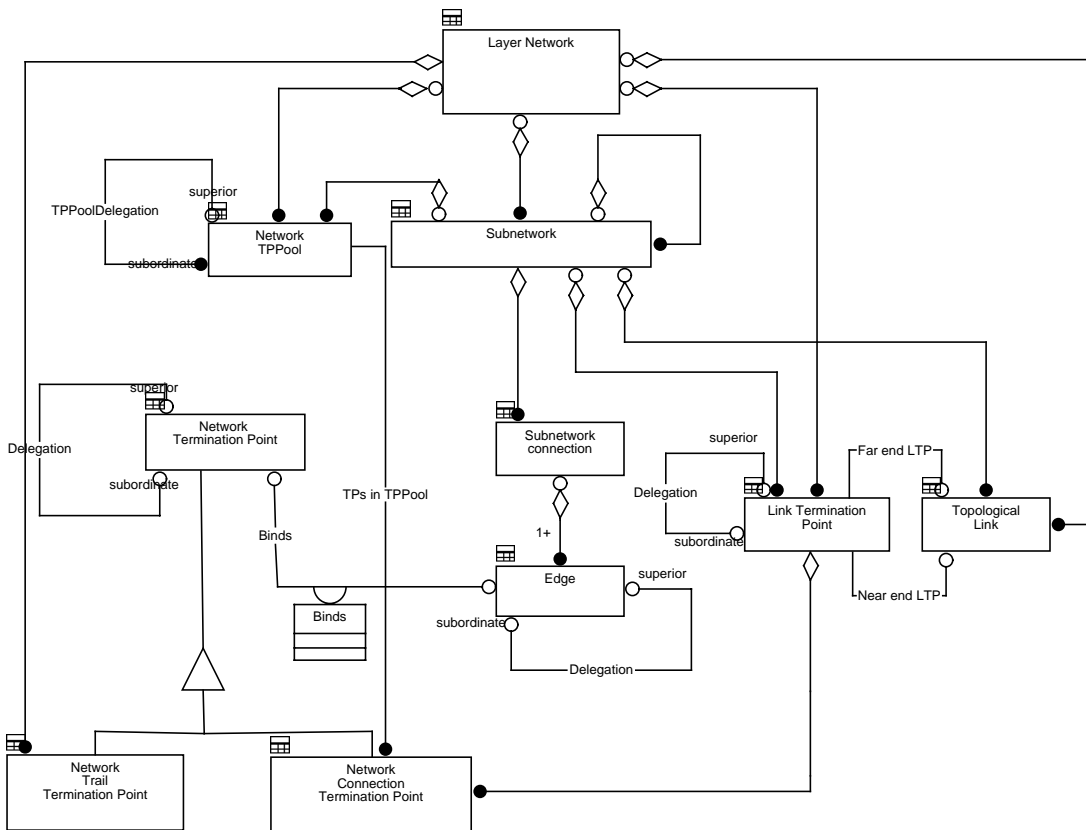 Layer Network
superior
TPPoolDelegation
Network
TPPool
subordinate
Subnetwork
superior
Network
Termination Point
Delegation
subordinate
Subnetwork
connection
superior
Far end LTP
Delegation
TPs in TPPool
Link Termination
Point
Topological
Link
Binds
1+
subordinate
Edge
superior
Near end LTP
Binds
subordinate
Delegation
Network
Trail
Termination Point
Network
Connection
Termination Point